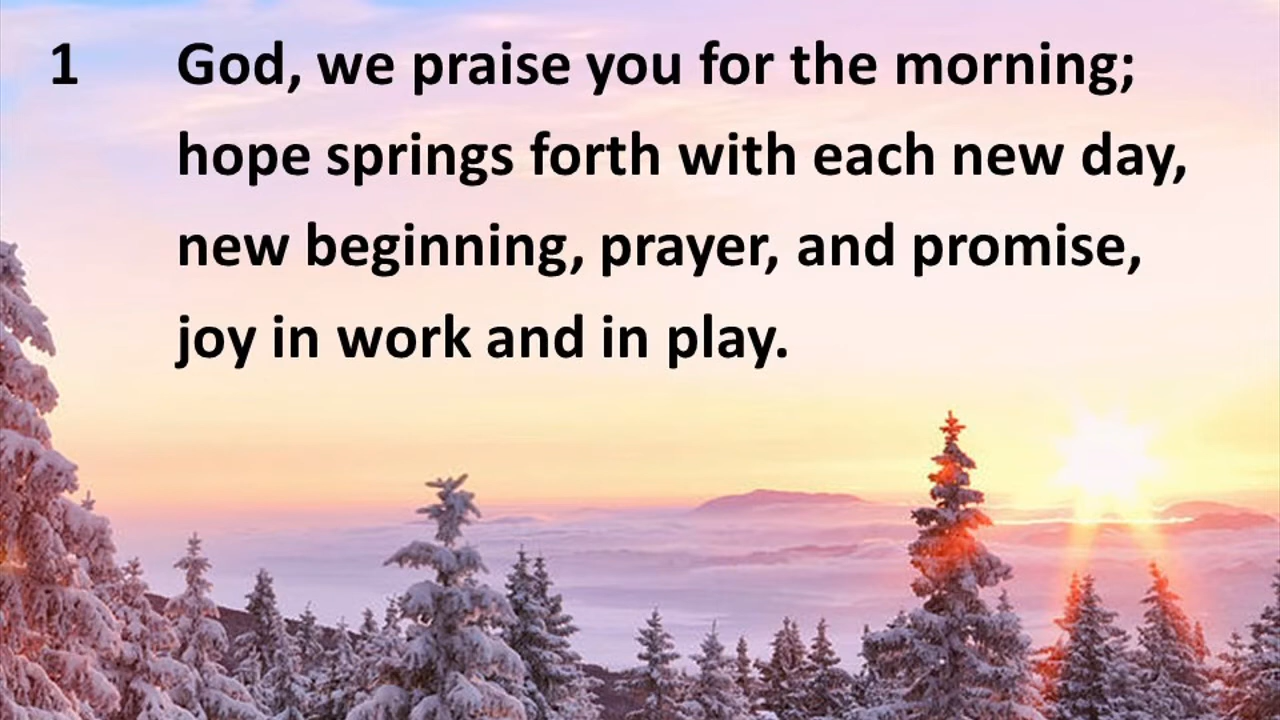 1 God, we praise you for the morning;
hope springs forth with each new day,
new beginning, prayer, and promise,
joy in work and in play.